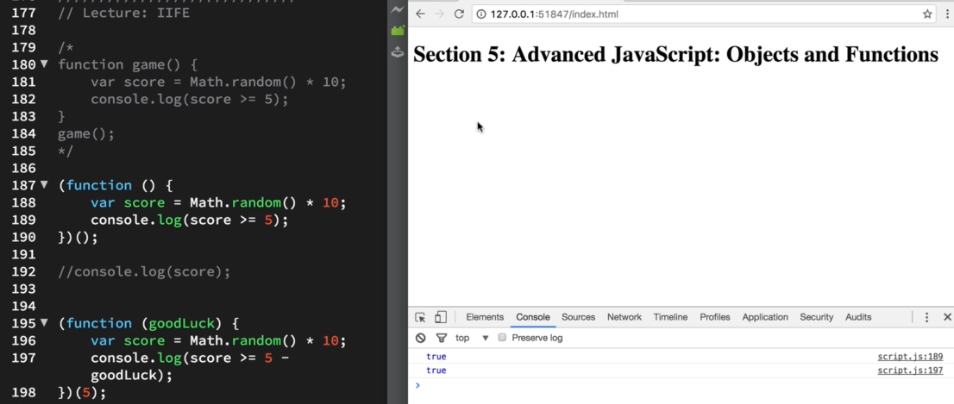 177 // Lecture: IIFE
178
179 /*
180 function game() {
181 var score = Math.random() * 10;
182 console.log(score >= 5);
183 }
184 game();
185 */
186
187 (function () {
188 var score = Math.random() * 10;
189 console.log(score >= 5);
190 })();
191
192 //console.log(score);
193
194
195 (function (goodLuck) {
196 var score = Math.random() * 10;
197 console.log(score >= 5 -
goodLuck);
198 })(5);
127.0.0.1:51847/index.html
Section 5: Advanced JavaScript: Objects and Functions
Elements Console Sources Network Timeline Profiles Application Security Audits
top Preserve log
true script.js:189
true script.js:197